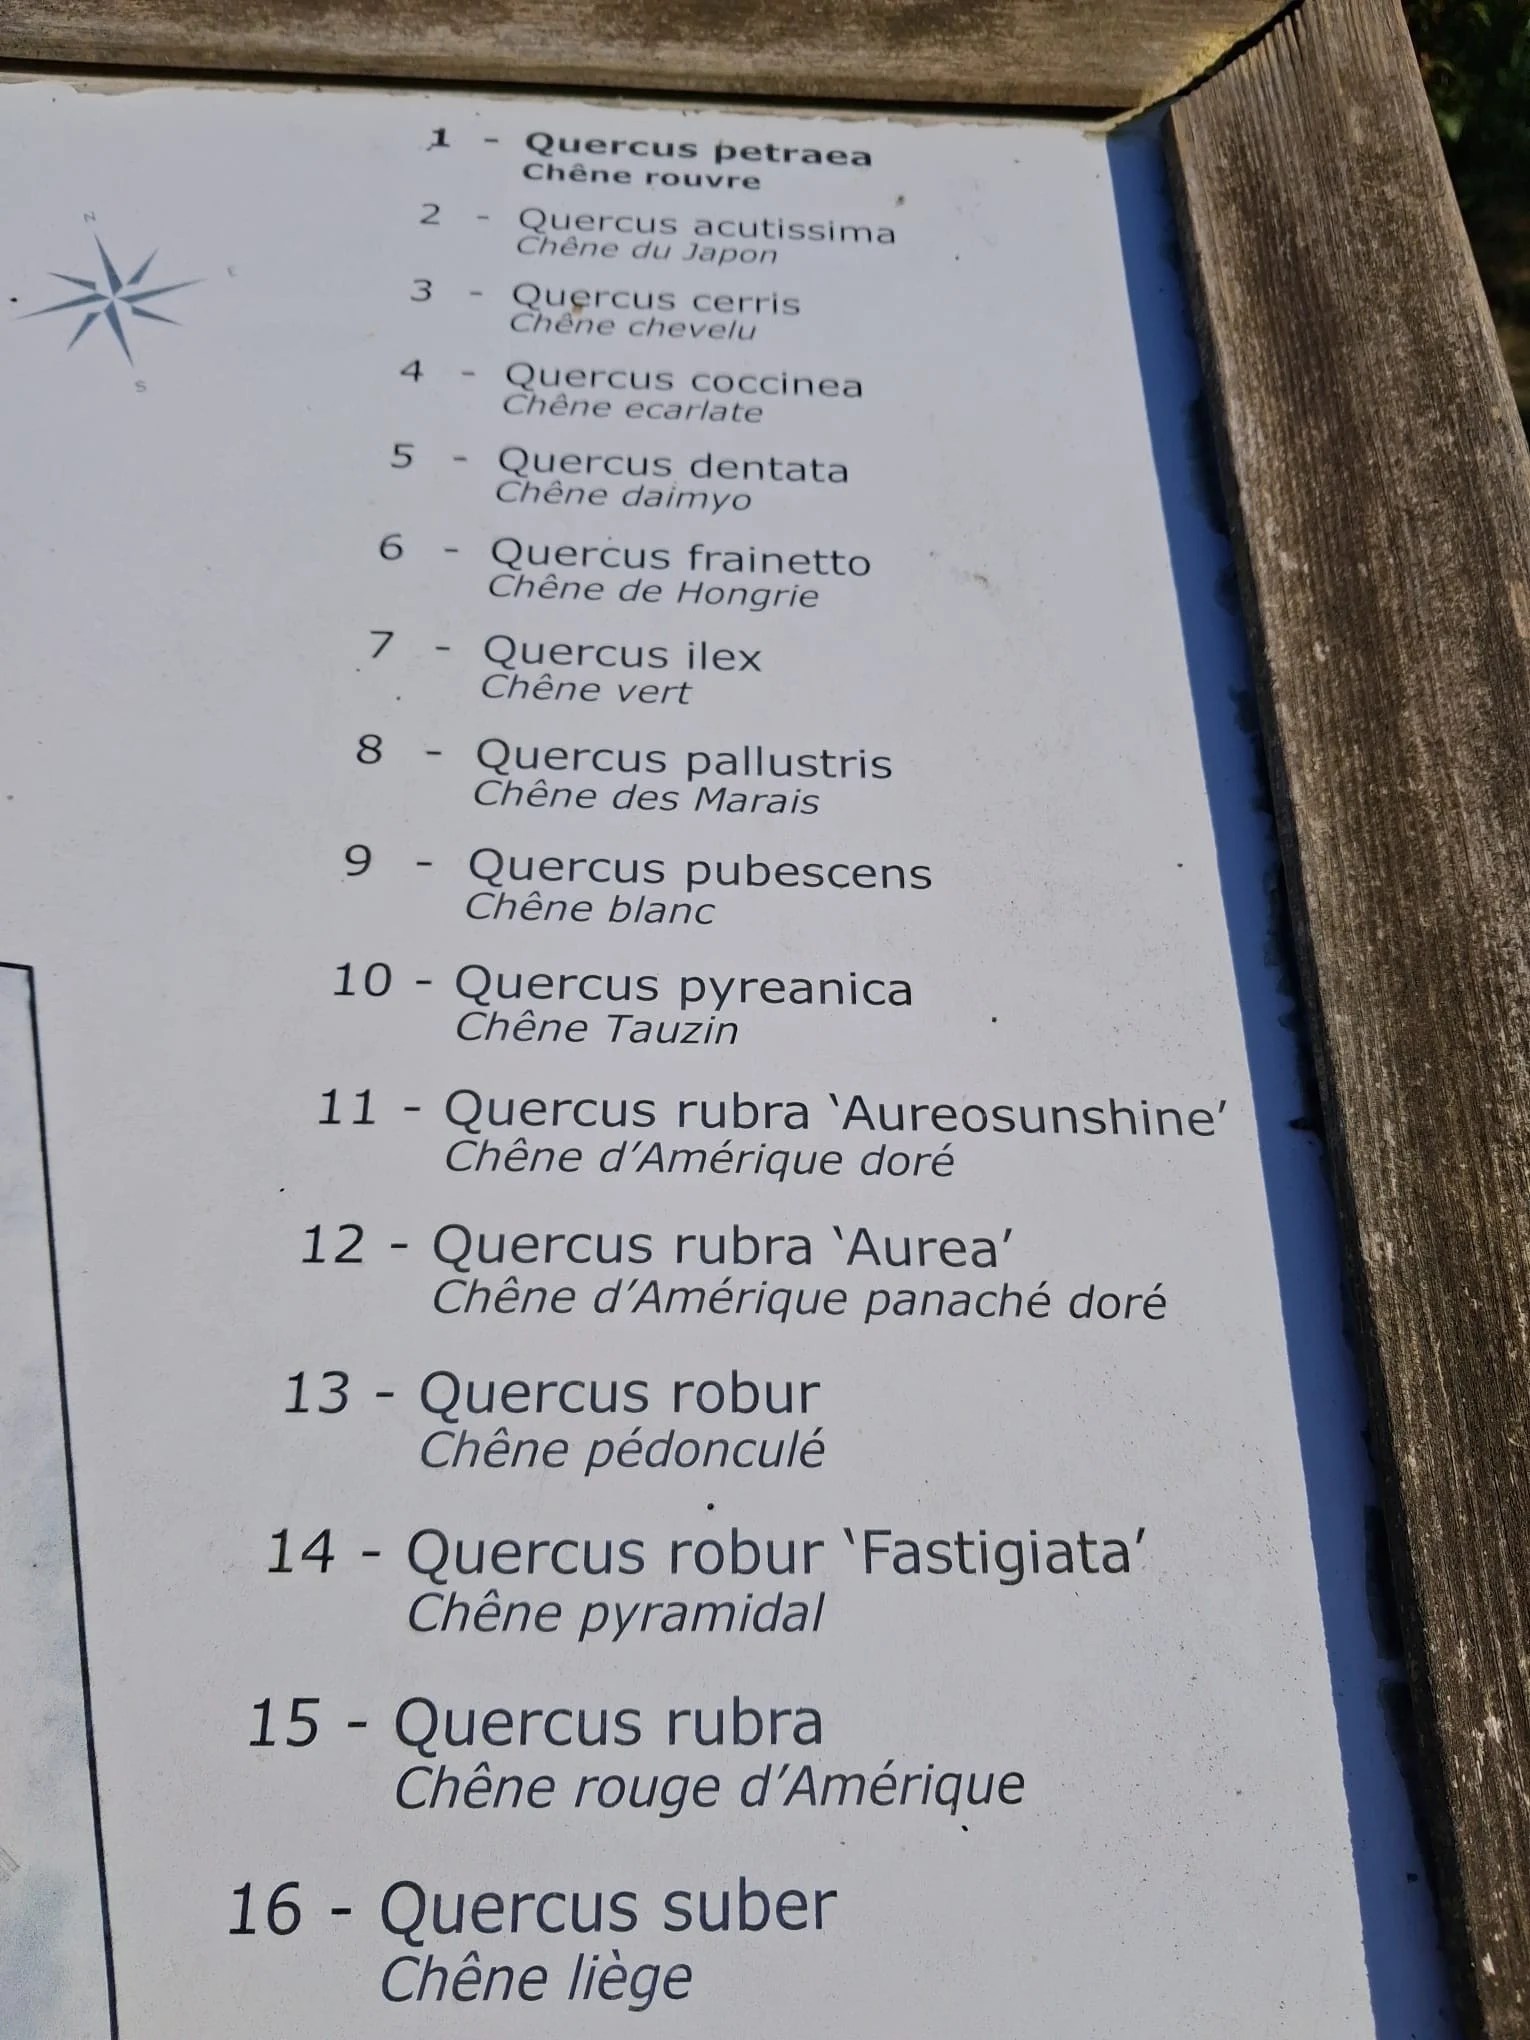 N
E
S
1 - Quercus petraea
Chêne rouvre
2 - Quercus acutissima
Chêne du Japon
3 - Quercus cerris
Chêne chevelu
4 - Quercus coccinea
Chêne ecarlate
5 - Quercus dentata
Chêne daimyo
6 - Quercus frainetto
Chêne de Hongrie
7 - Quercus ilex
Chêne vert
8 - Quercus pallustris
Chêne des Marais
9 - Quercus pubescens
Chêne blanc
10 - Quercus pyreanica
Chêne Tauzin
11 - Quercus rubra ‘Aureosunshine’
Chêne d’Amérique doré
12 - Quercus rubra ‘Aurea’
Chêne d’Amérique panaché doré
13 - Quercus robur
Chêne pédonculé
14 - Quercus robur ‘Fastigiata’
Chêne pyramidal
15 - Quercus rubra
Chêne rouge d’Amérique
16 - Quercus suber
Chêne liège